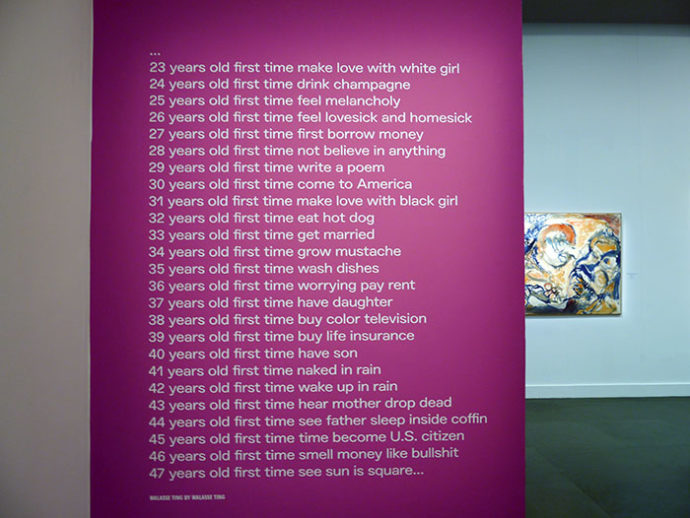 ...
23 years old first time make love with white girl
24 years old first time drink champagne
25 years old first time feel melancholy
26 years old first time feel lovesick and homesick
27 years old first time first borrow money
28 years old first time not believe in anything
29 years old first time write a poem
30 years old first time come to America
31 years old first time make love with black girl
32 years old first time eat hot dog
33 years old first time get married
34 years old first time grow mustache
35 years old first time wash dishes
36 years old first time worrying pay rent
37 years old first time have daughter
38 years old first time buy color television
39 years old first time buy life insurance
40 years old first time have son
41 years old first time naked in rain
42 years old first time wake up in rain
43 years old first time hear mother drop dead
44 years old first time see father sleep inside coffin
45 years old first time time become U.S. citizen
46 years old first time smell money like bullshit
47 years old first time see sun is square...
WALASSE TING BY WALASSE TING